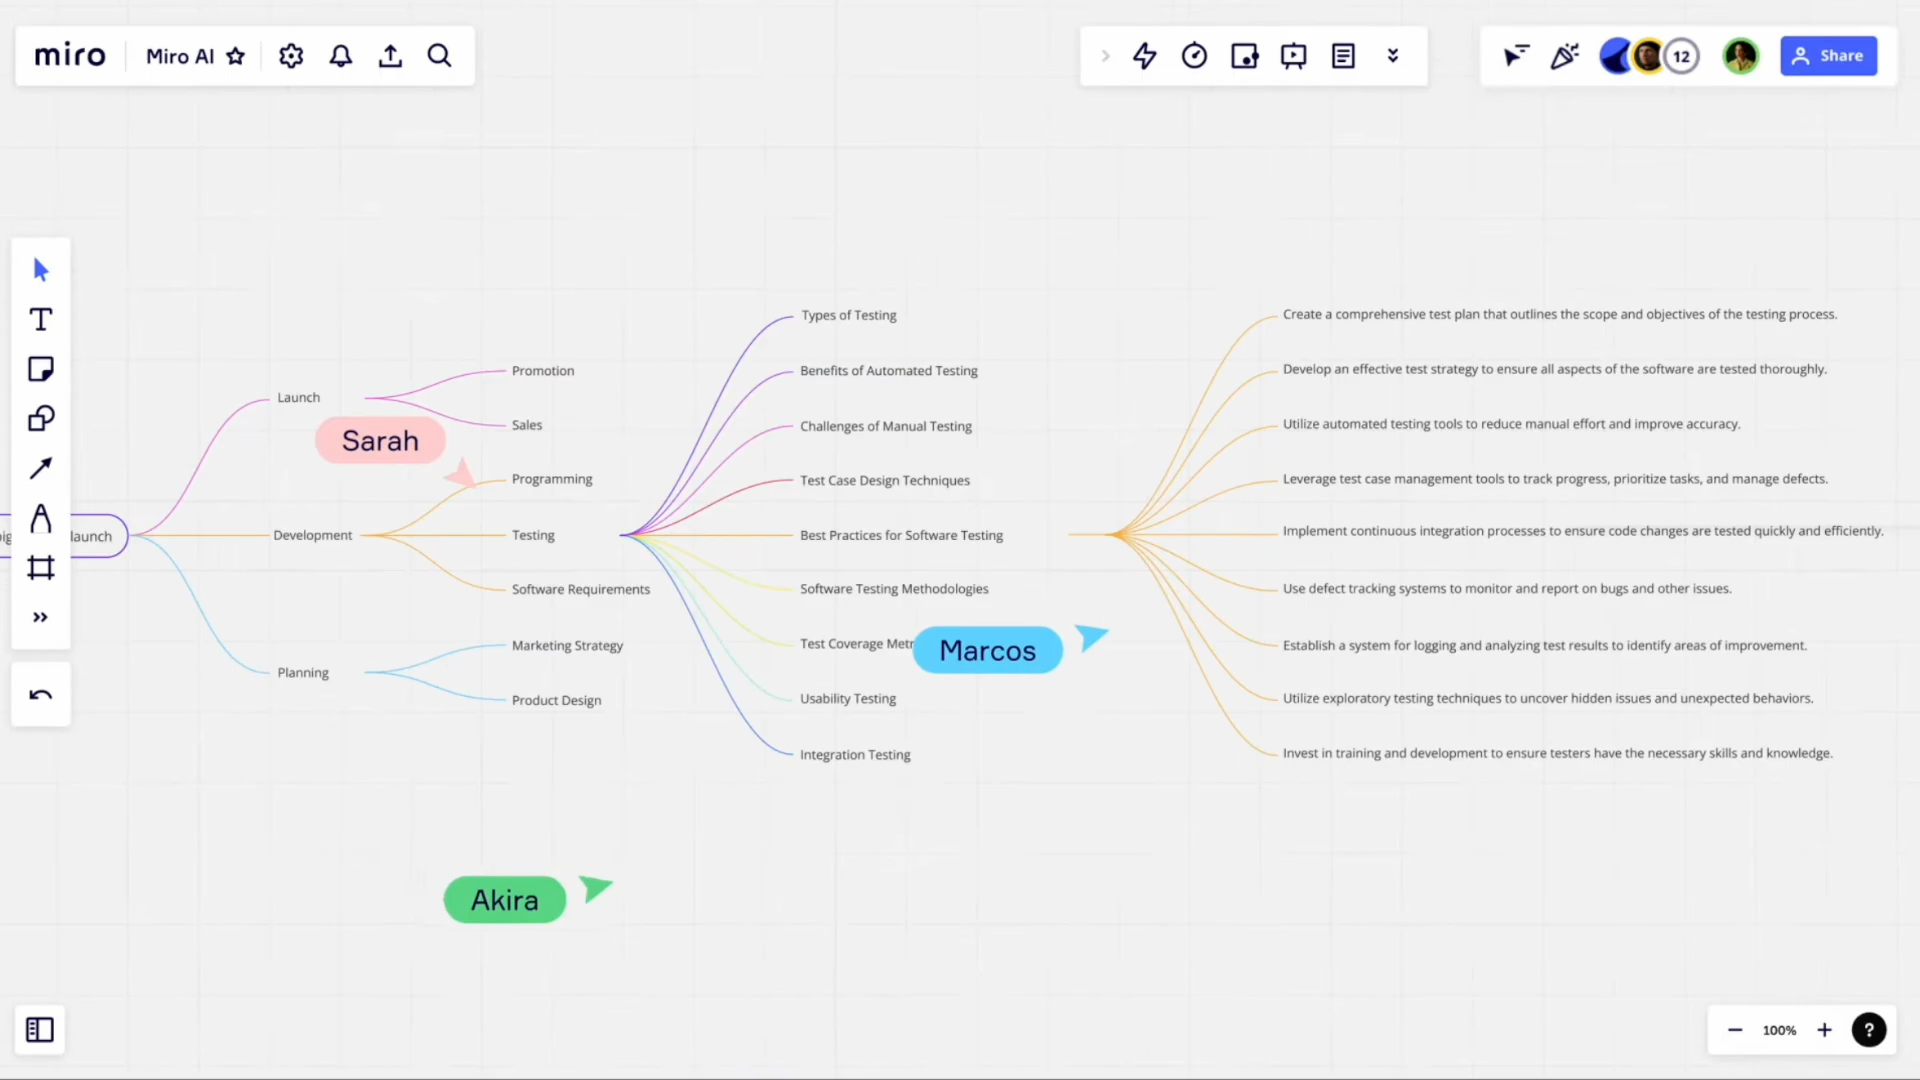 miro
Miro AI
12
Share
Types of Testing
Create a comprehensive test plan that outlines the scope and objectives of the testing process.
Promotion
Benefits of Automated Testing
Develop an effective test strategy to ensure all aspects of the software are tested thoroughly.
Launch
Sales
Challenges of Manual Testing
Utilize automated testing tools to reduce manual effort and improve accuracy.
Sarah
Programming
Test Case Design Techniques
Leverage test case management tools to track progress, prioritize tasks, and manage defects.
launch
Development
Testing
Best Practices for Software Testing
Implement continuous integration processes to ensure code changes are tested quickly and efficiently.
Software Requirements
Software Testing Methodologies
Use defect tracking systems to monitor and report on bugs and other issues.
Marketing Strategy
Test Coverage
Marcos
Establish a system for logging and analyzing test results to identify areas of improvement.
Planning
Product Design
Usability Testing
Utilize exploratory testing techniques to uncover hidden issues and unexpected behaviors.
Integration Testing
Invest in training and development to ensure testers have the necessary skills and knowledge.
Akira
100%